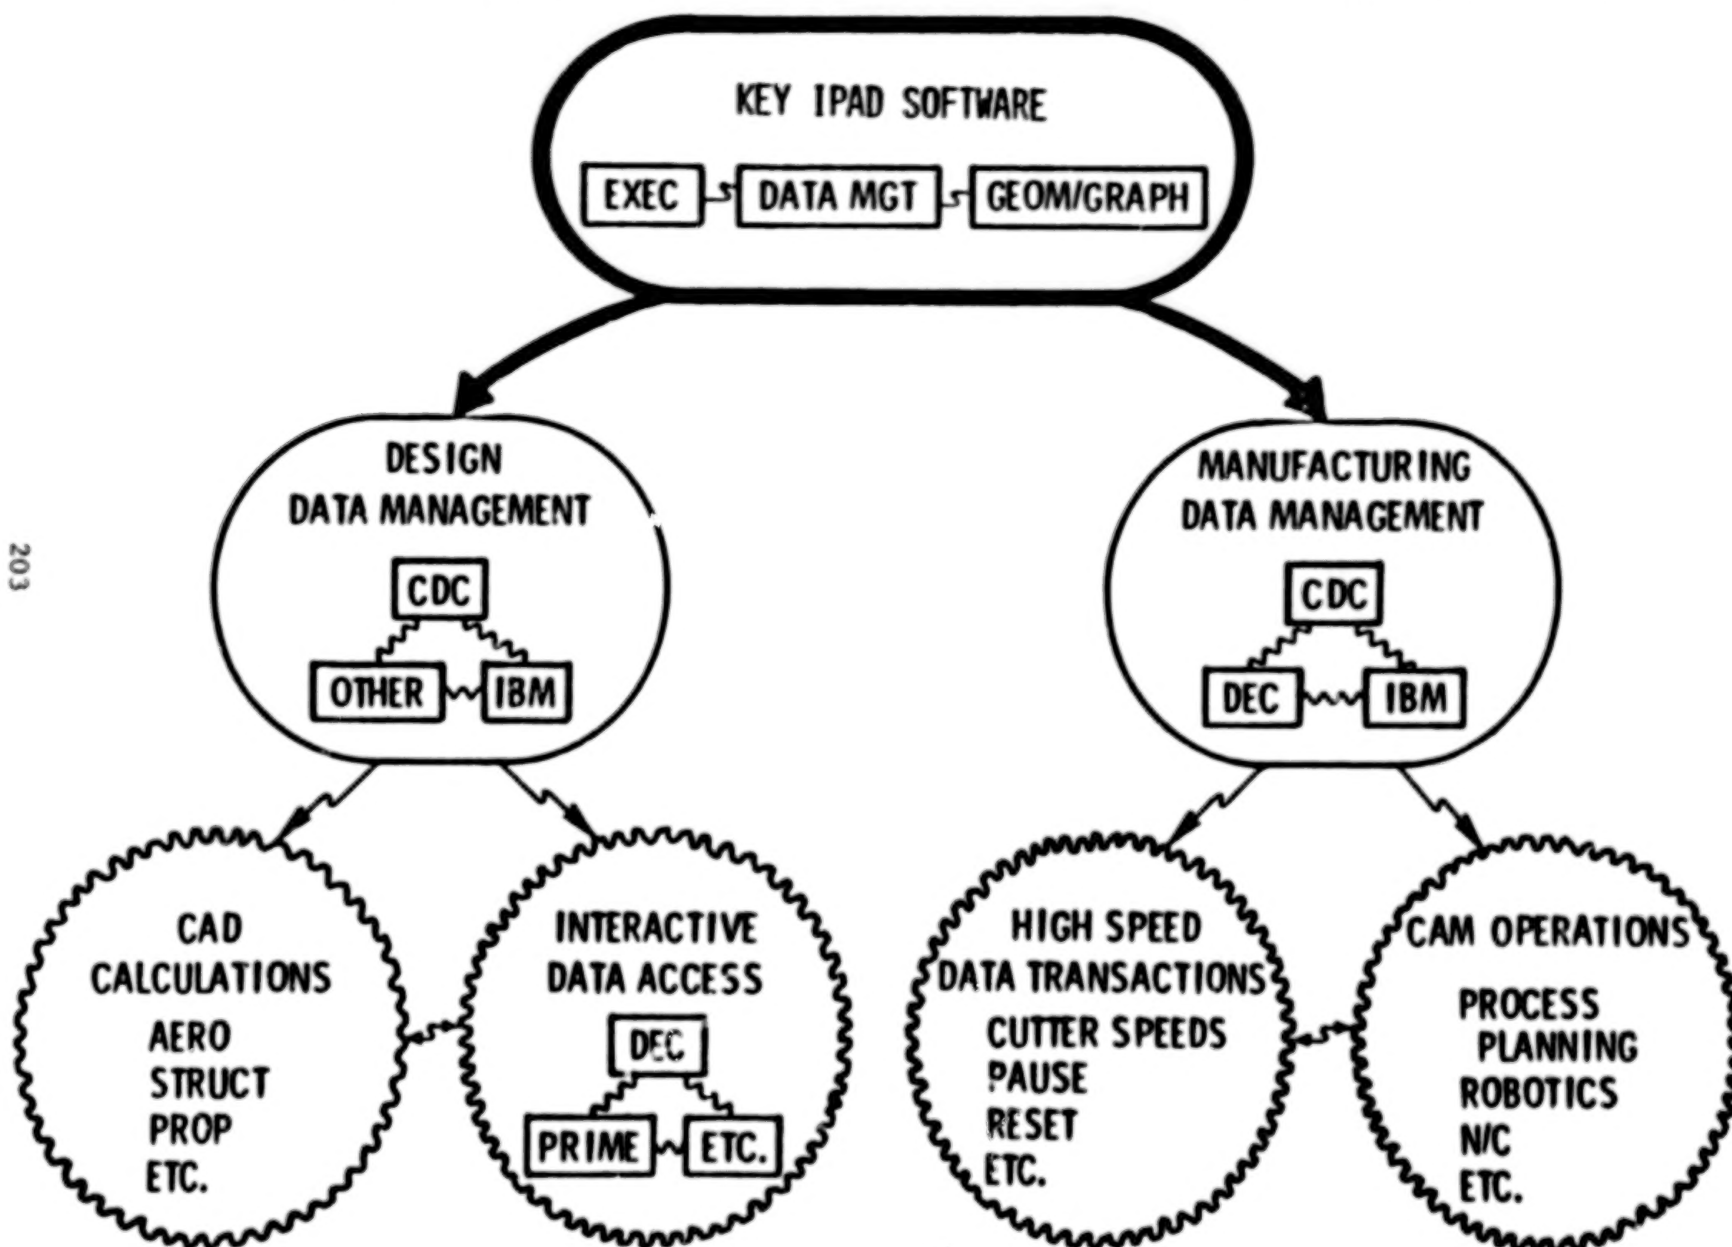 KEY IPAD SOFTWARE
EXEC DATA MGT GEOM/GRAPH
DESIGN
DATA MANAGEMENT
CDC
OTHER IBM
MANUFACTURING
DATA MANAGEMENT
CDC
DEC IBM
203
CAD
CALCULATIONS
AERO
STRUCT
PROP
ETC.
INTERACTIVE
DATA ACCESS
DEC
PRIME ETC.
HIGH SPEED
DATA TRANSACTIONS
CUTTER SPEEDS
PAUSE
RESET
ETC.
CAM OPERATIONS
PROCESS
PLANNING
ROBOTICS
N/C
ETC.